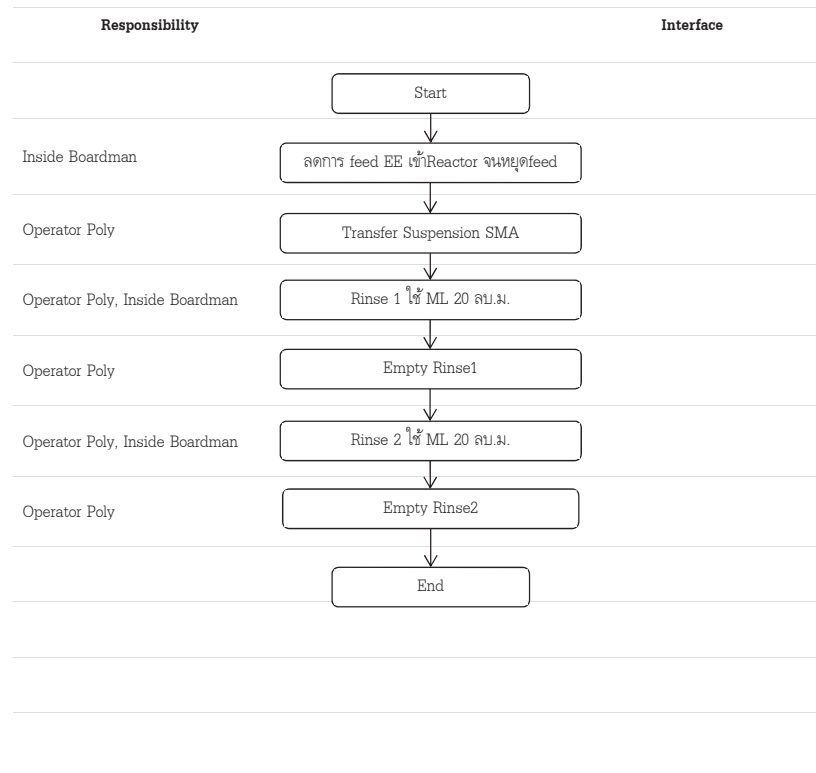 Responsibility Interface
Start
Inside Boardman
ลดการ feed EE เข้าReactor จนหยุดfeed
Operator Poly
Transfer Suspension SMA
Operator Poly, Inside Boardman
Rinse 1 ใช้ ML 20 ลบ.ม.
Operator Poly
Empty Rinse1
Operator Poly, Inside Boardman
Rinse 2 ใช้ ML 20 ลบ.ม.
Operator Poly
Empty Rinse2
End